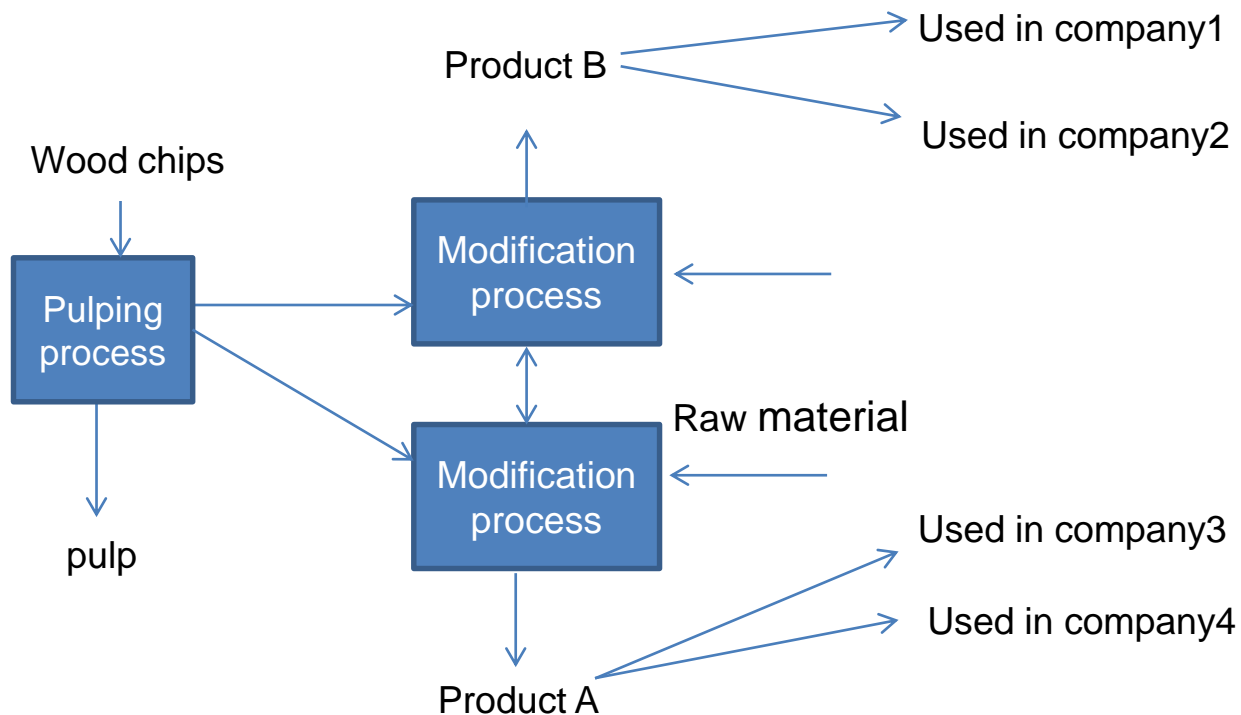 Used in company1
Product B
Used in company2
Wood chips
Modification
process
Pulping
process
Raw material
Modification
process
Used in company3
pulp
Used in company4
Product A